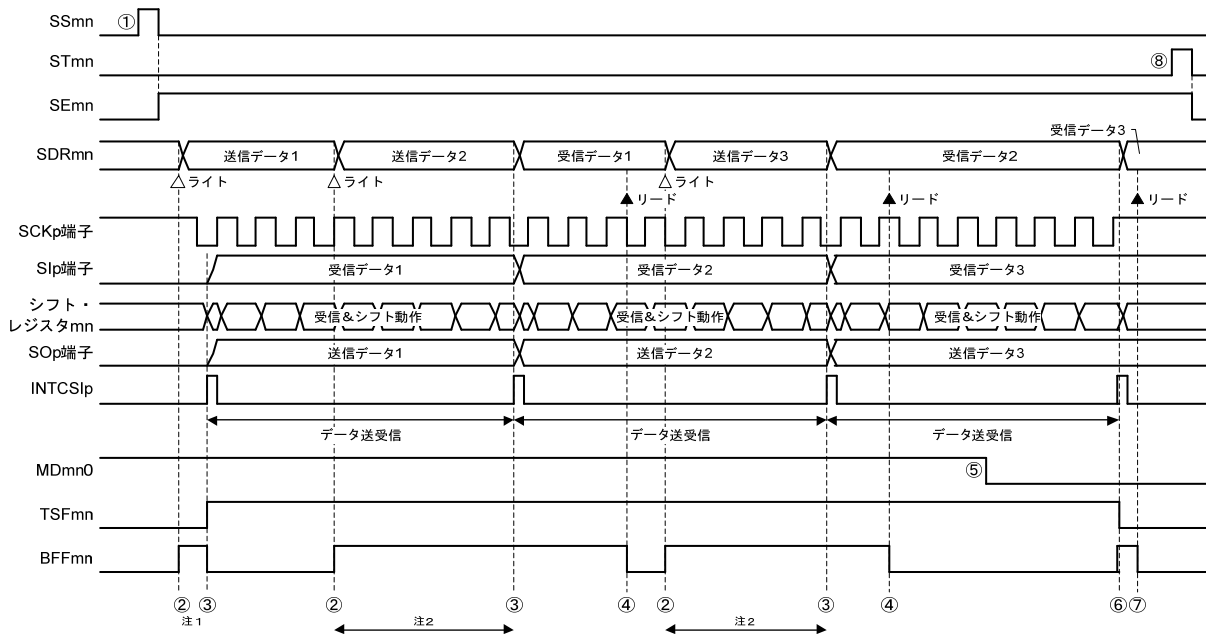 SSmn ①
STmn ⑧
SEmn
受信データ3
SDRmn 送信データ1 送信データ2 受信データ1 送信データ3 受信データ2
△ライト △ライト △ライト
▲リード ▲リード ▲リード
SCKp端子
SIp端子 受信データ1 受信データ2 受信データ3
シフト・
レジスタmn 受信&シフト動作 受信&シフト動作 受信&シフト動作
SOp端子 送信データ1 送信データ2 送信データ3
INTCSIp
データ送受信 データ送受信 データ送受信
MDmn0 ⑤
TSFmn
BFFmn
② ③ ② ③ ④ ② ③ ④ ⑥ ⑦
注1 注2 注2